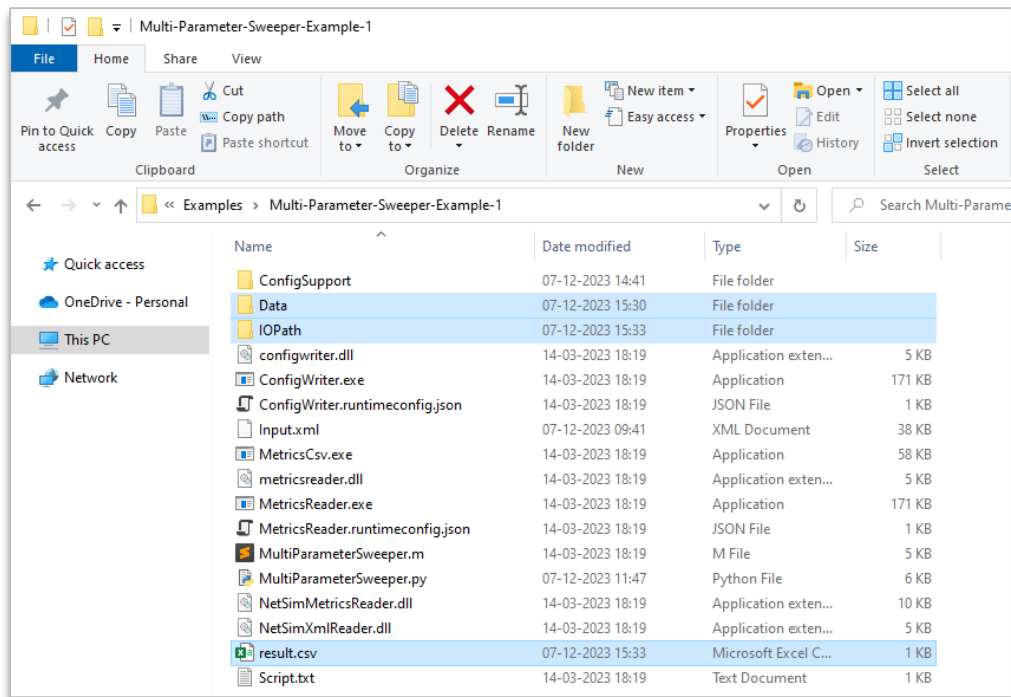 Multi-Parameter-Sweeper-Example-1
File Home Share View
Pin to Quick access
Copy
Paste
Cut
Copy path
Paste shortcut
Clipboard
Move to
Copy to
Delete
Rename
Organize
New folder
New item
Easy access
New
Properties
Open
Edit
History
Open
Select all
Select none
Invert selection
Select
« Examples > Multi-Parameter-Sweeper-Example-1
Search Multi-Parame
Quick access
OneDrive - Personal
This PC
Network
Name Date modified Type Size
ConfigSupport 07-12-2023 14:41 File folder
Data 07-12-2023 15:30 File folder
IOPath 07-12-2023 15:33 File folder
configwriter.dll 14-03-2023 18:19 Application exten... 5 KB
ConfigWriter.exe 14-03-2023 18:19 Application 171 KB
ConfigWriter.runtimeconfig.json 14-03-2023 18:19 JSON File 1 KB
Input.xml 07-12-2023 09:41 XML Document 38 KB
MetricsCsv.exe 14-03-2023 18:19 Application 58 KB
metricsreader.dll 14-03-2023 18:19 Application exten... 5 KB
MetricsReader.exe 14-03-2023 18:19 Application 171 KB
MetricsReader.runtimeconfig.json 14-03-2023 18:19 JSON File 1 KB
MultiParameterSweeper.m 14-03-2023 18:19 M File 5 KB
MultiParameterSweeper.py 07-12-2023 11:47 Python File 6 KB
NetSimMetricsReader.dll 14-03-2023 18:19 Application exten... 10 KB
NetSimXmlReader.dll 14-03-2023 18:19 Application exten... 5 KB
result.csv 07-12-2023 15:33 Microsoft Excel C... 1 KB
Script.txt 14-03-2023 18:19 Text Document 1 KB